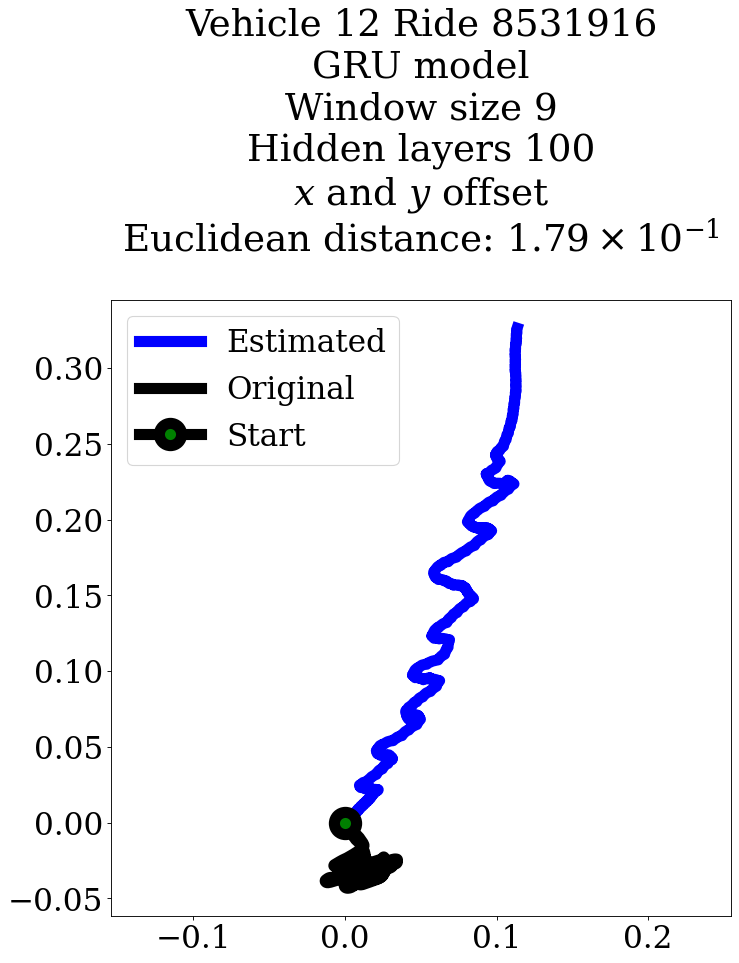 Vehicle 12 Ride 8531916
GRU model
Window size 9
Hidden layers 100
x and y offset
Euclidean distance: 1.79 × 10⁻¹
Estimated
Original
Start
0.30
0.25
0.20
0.15
0.10
0.05
0.00
−0.05
−0.1 0.0 0.1 0.2